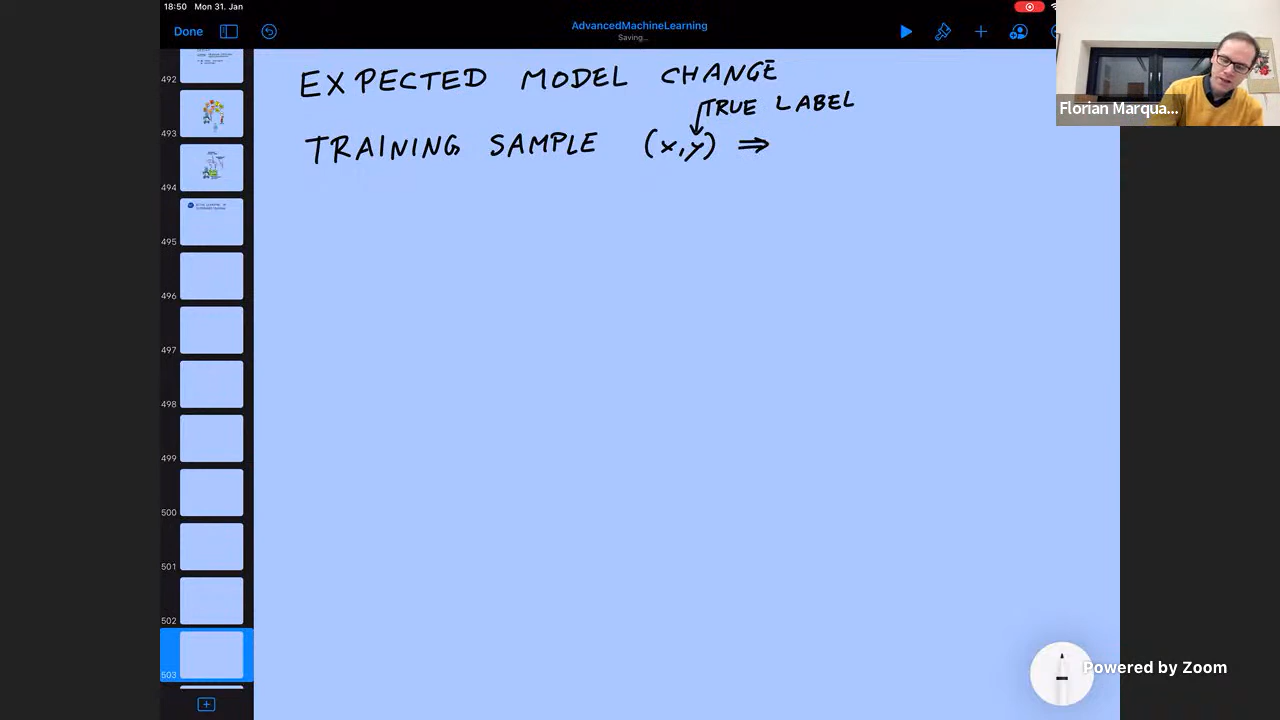 18:50 Mon 31. Jan
Done
AdvancedMachineLearning
Saving...
EXPECTED MODEL CHANGE
TRUE LABEL
TRAINING SAMPLE (x,y) ⇒
492
493
494
495
496
497
498
499
500
501
502
503
Florian Marqua...
Powered by Zoom